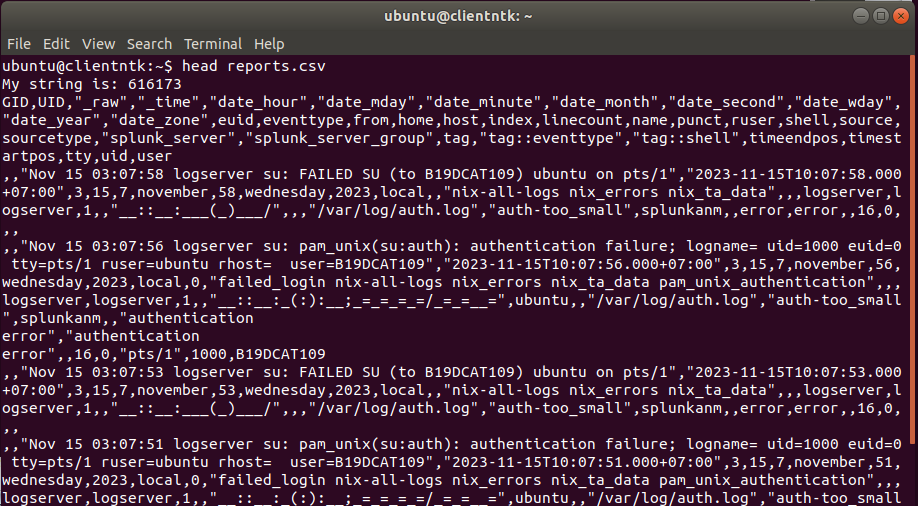 ubuntu@clientntk: ~
File Edit View Search Terminal Help
ubuntu@clientntk:~$ head reports.csv
My string is: 616173
GID,UID,"_raw","_time","date_hour","date_mday","date_minute","date_month","date_second","date_wday",
"date_year","date_zone",euid,eventtype,from,home,host,index,linecount,name,punct,ruser,shell,source,
sourcetype,"splunk_server","splunk_server_group",tag,"tag::eventtype","tag::shell",timeendpos,timest
artpos,tty,uid,user
,,"Nov 15 03:07:58 logserver su: FAILED SU (to B19DCAT109) ubuntu on pts/1","2023-11-15T10:07:58.000
+07:00",3,15,7,november,58,wednesday,2023,local,,"nix-all-logs nix_errors nix_ta_data",,,logserver,l
ogserver,1,,"__::__:___(_)___/",,,"/var/log/auth.log","auth-too_small",splunkanm,,error,error,,16,0,
,,
,,"Nov 15 03:07:56 logserver su: pam_unix(su:auth): authentication failure; logname= uid=1000 euid=0
 tty=pts/1 ruser=ubuntu rhost=  user=B19DCAT109","2023-11-15T10:07:56.000+07:00",3,15,7,november,56,
wednesday,2023,local,0,"failed_login nix-all-logs nix_errors nix_ta_data pam_unix_authentication",,,
logserver,logserver,1,,"__::__:_(:):__;_=_=_=_=/_=_=__=",ubuntu,,"/var/log/auth.log","auth-too_small
",splunkanm,,"authentication
error","authentication
error",,16,0,"pts/1",1000,B19DCAT109
,,"Nov 15 03:07:53 logserver su: FAILED SU (to B19DCAT109) ubuntu on pts/1","2023-11-15T10:07:53.000
+07:00",3,15,7,november,53,wednesday,2023,local,,"nix-all-logs nix_errors nix_ta_data",,,logserver,l
ogserver,1,,"__::__:___(_)___/",,,"/var/log/auth.log","auth-too_small",splunkanm,,error,error,,16,0,
,,
,,"Nov 15 03:07:51 logserver su: pam_unix(su:auth): authentication failure; logname= uid=1000 euid=0
 tty=pts/1 ruser=ubuntu rhost=  user=B19DCAT109","2023-11-15T10:07:51.000+07:00",3,15,7,november,51,
wednesday,2023,local,0,"failed_login nix-all-logs nix_errors nix_ta_data pam_unix_authentication",,,
logserver,logserver,1,,"__::__:_(:):__;_=_=_=_=/_=_=__=",ubuntu,,"/var/log/auth.log","auth-too_small